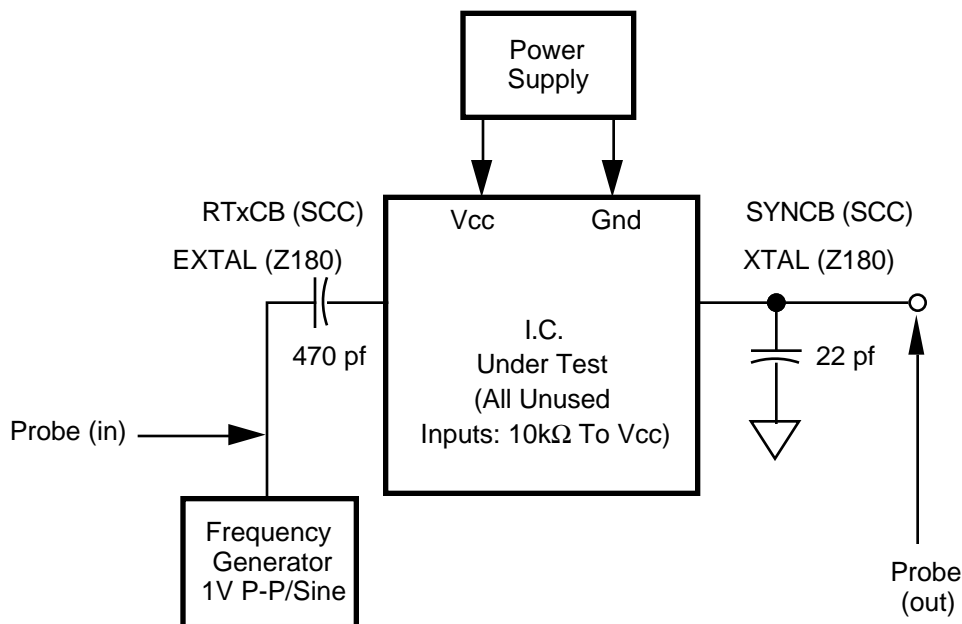 Power
Supply
RTxCB (SCC)
Vcc
Gnd
SYNCB (SCC)
EXTAL (Z180)
XTAL (Z180)
470 pf
I.C.
Under Test
(All Unused
Inputs: 10kΩ To Vcc)
22 pf
Probe (in)
Frequency
Generator
1V P-P/Sine
Probe
(out)